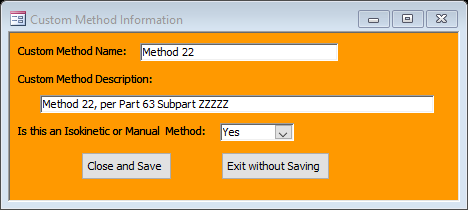 Custom Method Information
Custom Method Name: Method 22
Custom Method Description:
Method 22, per Part 63 Subpart ZZZZZ
Is this an Isokinetic or Manual Method: Yes
Close and Save Exit without Saving